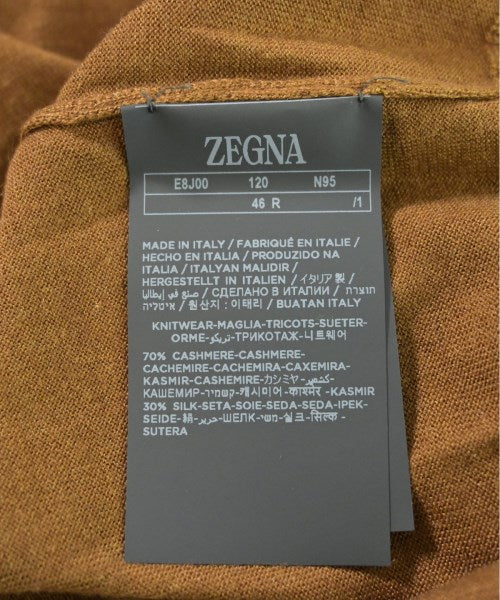 ZEGNA
E8J00 120 N95
46 R /1
MADE IN ITALY / FABRIQUÉ EN ITALIE /
HECHO EN ITALIA / PRODUZIDO NA
ITALIA / ITALYAN MALIDIR /
HERGESTELLT IN ITALIEN / イタリア製 /
صنع في إيطاليا / СДЕЛАНО В ИТАЛИИ / תוצרת
איטליה / 원산지 : 이태리 / BUATAN ITALY
KNITWEAR-MAGLIA-TRICOTS-SUETER-
ORME-تريكو-ТРИКОТАЖ-니트웨어
70% CASHMERE-CASHMERE-
CACHEMIRE-CACHEMIRA-CAXEMIRA-
KASMIR-CASHEMIRE-カシミヤ-كشمير-
КАШЕМИР-קשמיר-캐시미어-काश्मीर-KASMIR
30% SILK-SETA-SOIE-SEDA-SEDA-IPEK-
SEIDE-絹-حرير-ШЕЛК-משי-실크-सिल्क-
SUTERA